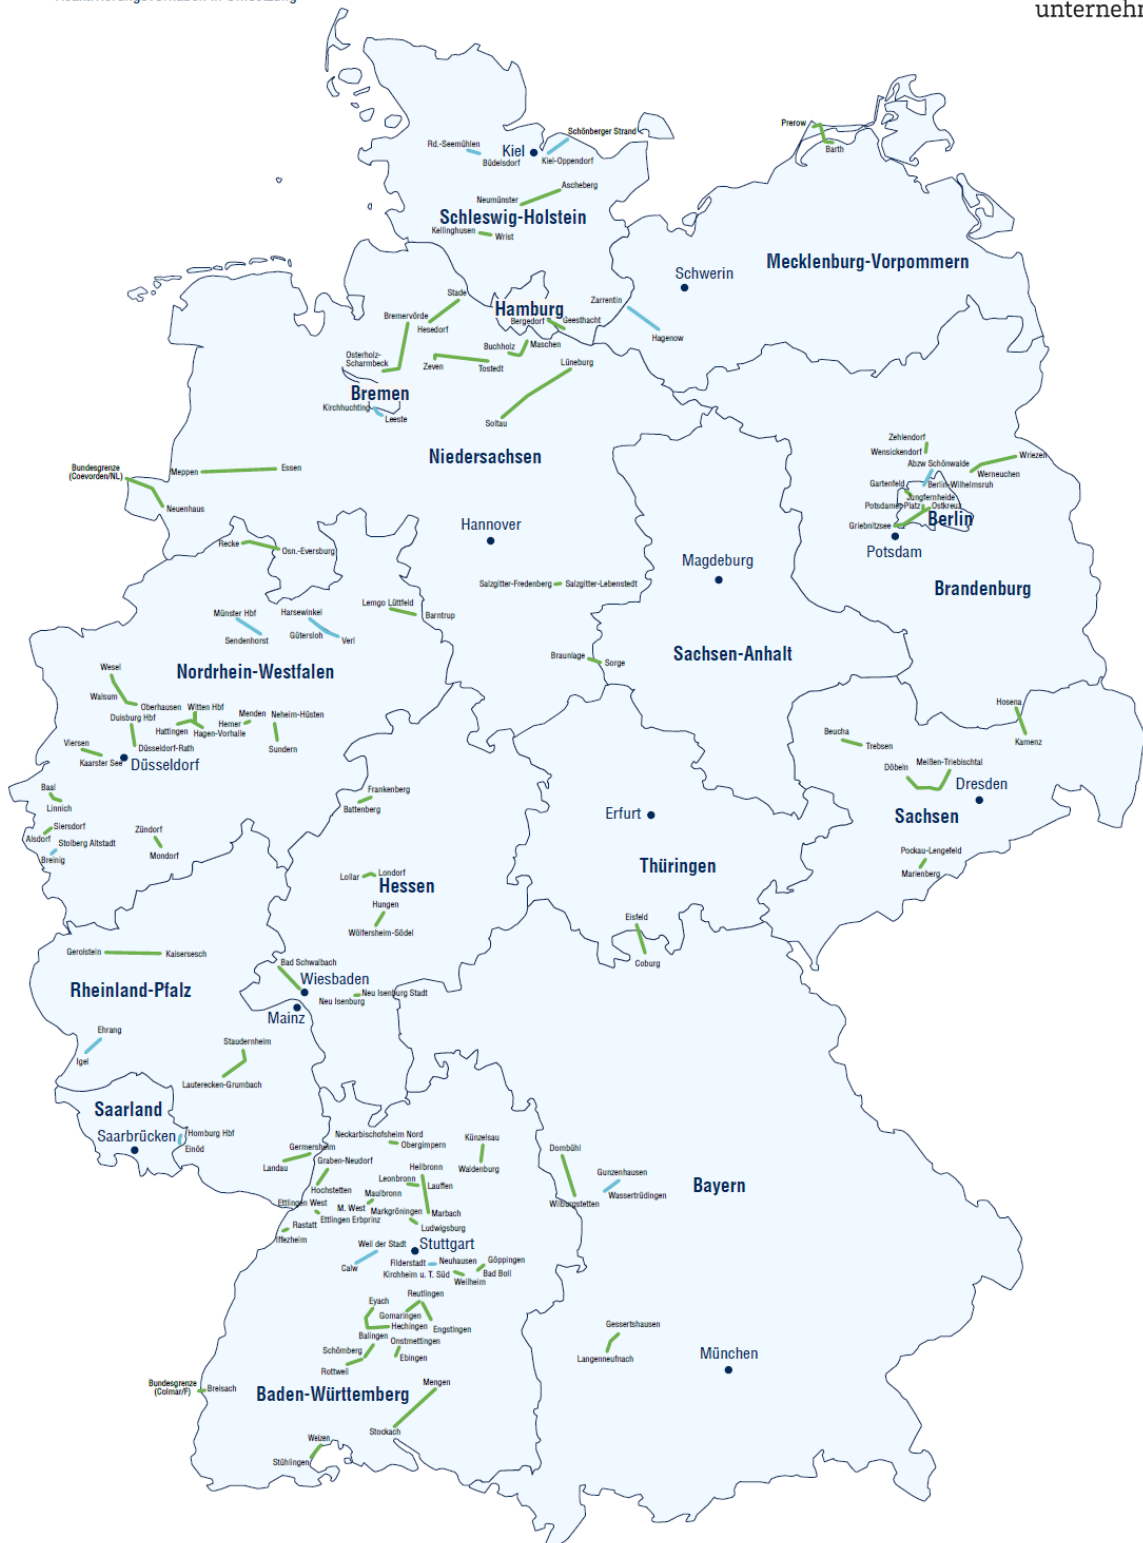 unternehm
Schönberger Strand
Rd.-Seemühlen
Kiel
Büdelsdorf
Kiel-Oppendorf
Prerow
Barth
Ascheberg
Neumünster
Schleswig-Holstein
Kellinghusen
Wrist
Mecklenburg-Vorpommern
Schwerin
Stade
Hamburg
Zarrentin
Bremervörde
Bergedorf
Geesthacht
Hesedorf
Hagenow
Buchholz
Maschen
Osterholz-
Scharmbeck
Zeven
Tostedt
Lüneburg
Bremen
Kirchhuchting
Leeste
Soltau
Zehlendorf
Wensickendorf
Wriezen
Niedersachsen
Abzw Schönwalde
Werneuchen
Bundesgrenze
(Coevorden/NL)
Meppen
Essen
Gartenfeld
Berlin-Wilhelmsruh
Jungfernheide
Neuenhaus
Potsdamer-Platz
Ostkreuz
Berlin
Griebnitzsee
Hannover
Potsdam
Recke
Osn.-Eversburg
Magdeburg
Salzgitter-Fredenberg
Salzgitter-Lebenstedt
Brandenburg
Lemgo Lüttfeld
Barntrup
Münster Hbf
Harsewinkel
Sendenhorst
Gütersloh
Verl
Braunlage
Sorge
Sachsen-Anhalt
Nordrhein-Westfalen
Wesel
Walsum
Oberhausen
Witten Hbf
Duisburg Hbf
Menden
Neheim-Hüsten
Hattingen
Hemer
Hagen-Vorhalle
Hosena
Kamenz
Viersen
Düsseldorf-Rath
Sundern
Kaarster See
Düsseldorf
Beucha
Trebsen
Döbeln
Meißen-Triebischtal
Dresden
Baal
Linnich
Frankenberg
Battenberg
Erfurt
Sachsen
Siersdorf
Alsdorf
Stolberg Altstadt
Breinig
Zündorf
Mondorf
Pockau-Lengefeld
Marienberg
Thüringen
Lollar
Londorf
Hessen
Hungen
Wölfersheim-Södel
Eisfeld
Coburg
Gerolstein
Kaisersesch
Bad Schwalbach
Wiesbaden
Rheinland-Pfalz
Neu Isenburg Stadt
Neu Isenburg
Mainz
Ehrang
Igel
Staudernheim
Lauterecken-Grumbach
Saarland
Saarbrücken
Homburg Hbf
Einöd
Neckarbischofsheim Nord
Obergimpern
Künzelsau
Waldenburg
Germersheim
Landau
Graben-Neudorf
Hochstetten
Heilbronn
Leonbronn
Lauffen
Dombühl
Gunzenhausen
Wassertrüdingen
Wilburgstetten
Bayern
Maulbronn
M. West
Ettlingen West
Ettlingen Erbprinz
Markgröningen
Marbach
Ludwigsburg
Rastatt
Iffezheim
Weil der Stadt
Stuttgart
Calw
Filderstadt
Neuhausen
Göppingen
Kirchheim u. T. Süd
Bad Boll
Weilheim
Reutlingen
Eyach
Gomaringen
Hechingen
Engstingen
Balingen
Onstmettingen
Schömberg
Ebingen
Rottweil
Gessertshausen
Langenneufnach
München
Bundesgrenze
(Colmar/F)
Breisach
Baden-Württemberg
Mengen
Stockach
Weizen
Stühlingen